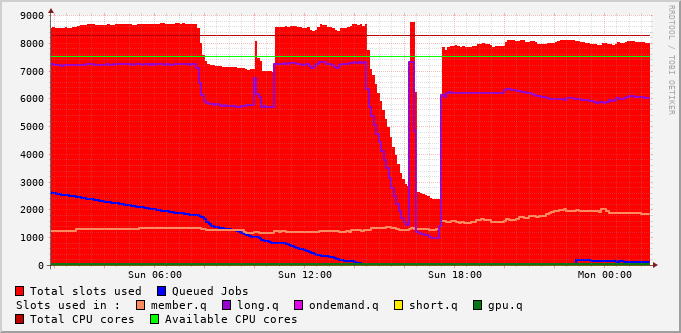 9000
8000
7000
6000
5000
4000
3000
2000
1000
0
Sun 06:00 Sun 12:00 Sun 18:00 Mon 00:00
RRDTOOL / TOBI OETIKER
Total slots used Queued Jobs
Slots used in : member.q long.q ondemand.q short.q gpu.q
Total CPU cores Available CPU cores